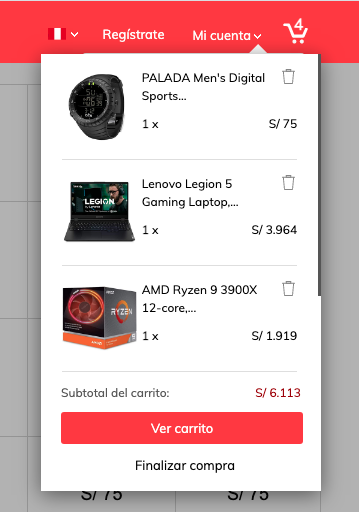 Regístrate
Mi cuenta
4
PALADA Men's Digital
Sports...
1 x
S/ 75
LEGION
Lenovo Legion 5
Gaming Laptop,...
1 x
S/ 3.964
RYZEN
AMD Ryzen 9 3900X
12-core,...
1 x
S/ 1.919
Subtotal del carrito:
S/ 6.113
Ver carrito
Finalizar compra
S/ 75
S/ 75